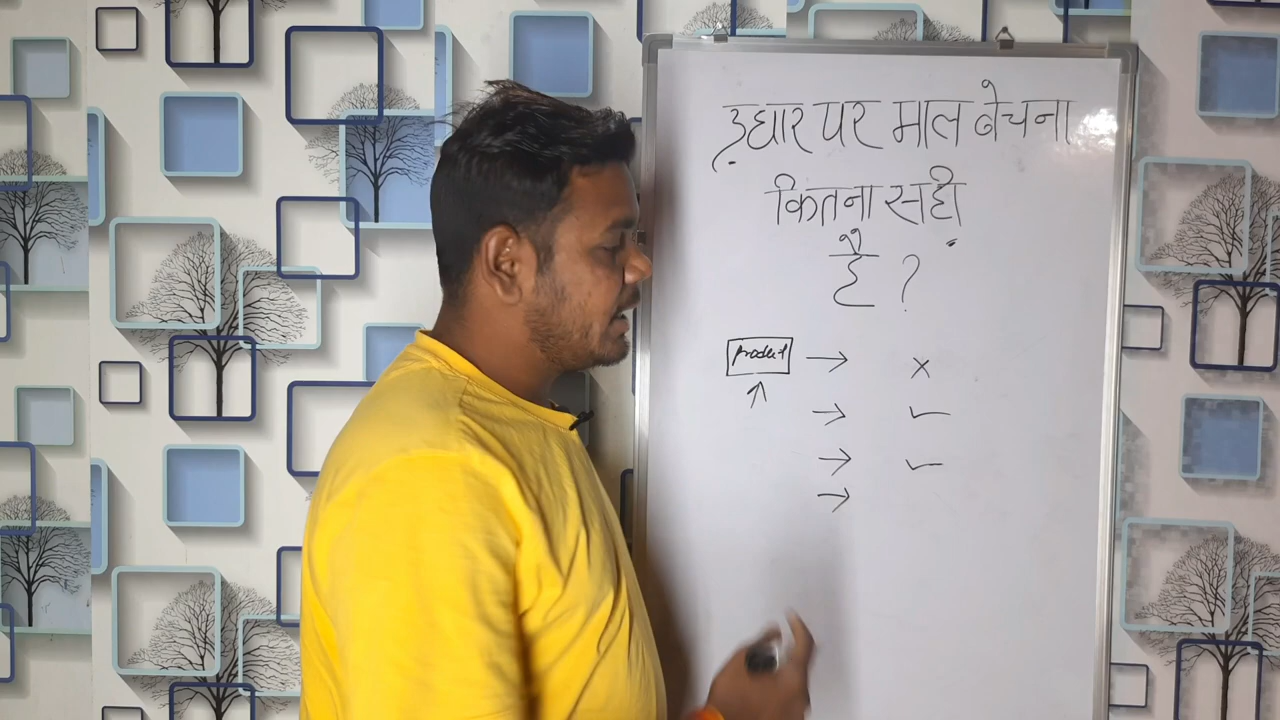 उधार पर माल बेचना
कितना सही
है ?
Product → ×
↑
→ ✓
→ ✓
→